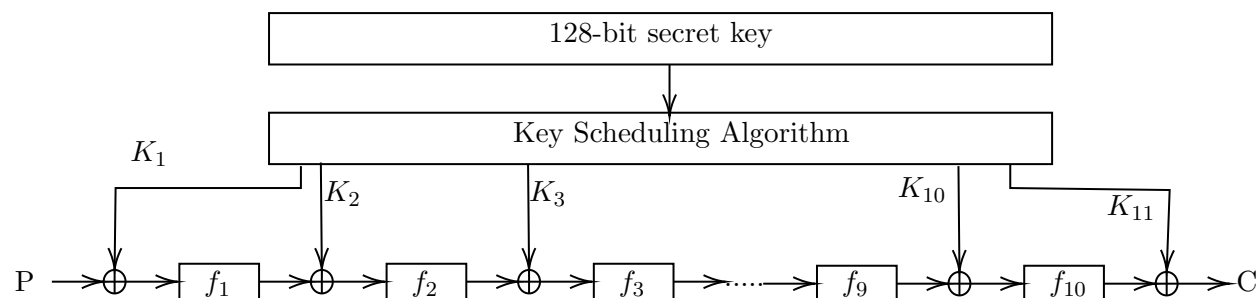 128-bit secret key
Key Scheduling Algorithm
K₁
K₂ K₃ K₁₀ K₁₁
P f₁ f₂ f₃ ..... f₉ f₁₀ C